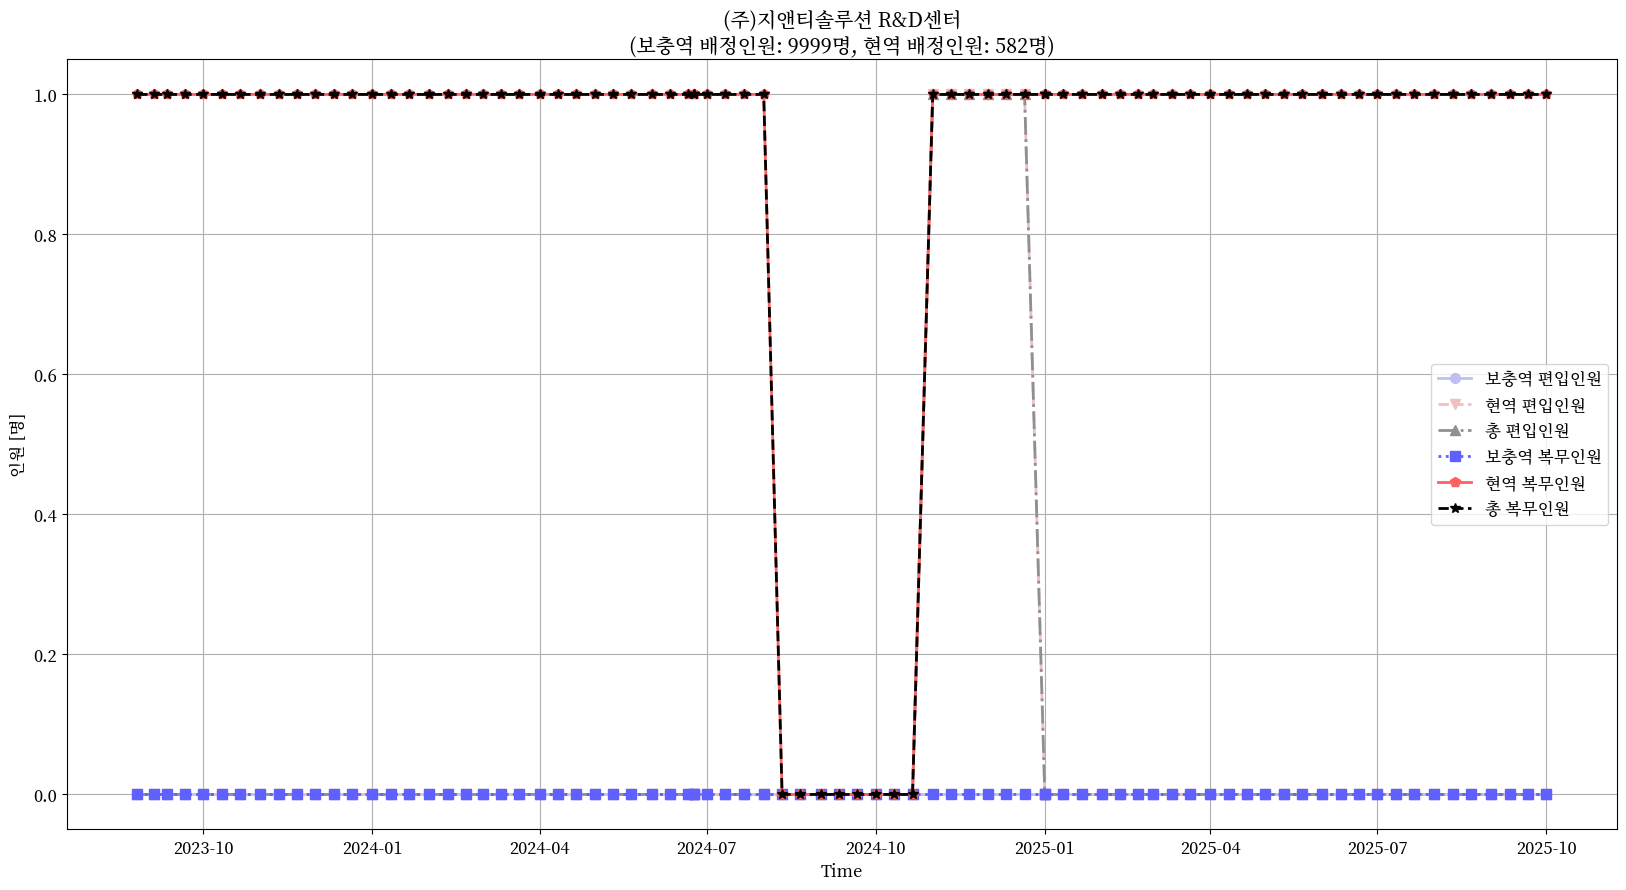 (주)지앤티솔루션 R&D센터
(보충역 배정인원: 9999명, 현역 배정인원: 582명)
인원 [명]
1.0
0.8
0.6
0.4
0.2
0.0
보충역 편입인원
현역 편입인원
총 편입인원
보충역 복무인원
현역 복무인원
총 복무인원
2023-10 2024-01 2024-04 2024-07 2024-10 2025-01 2025-04 2025-07 2025-10
Time